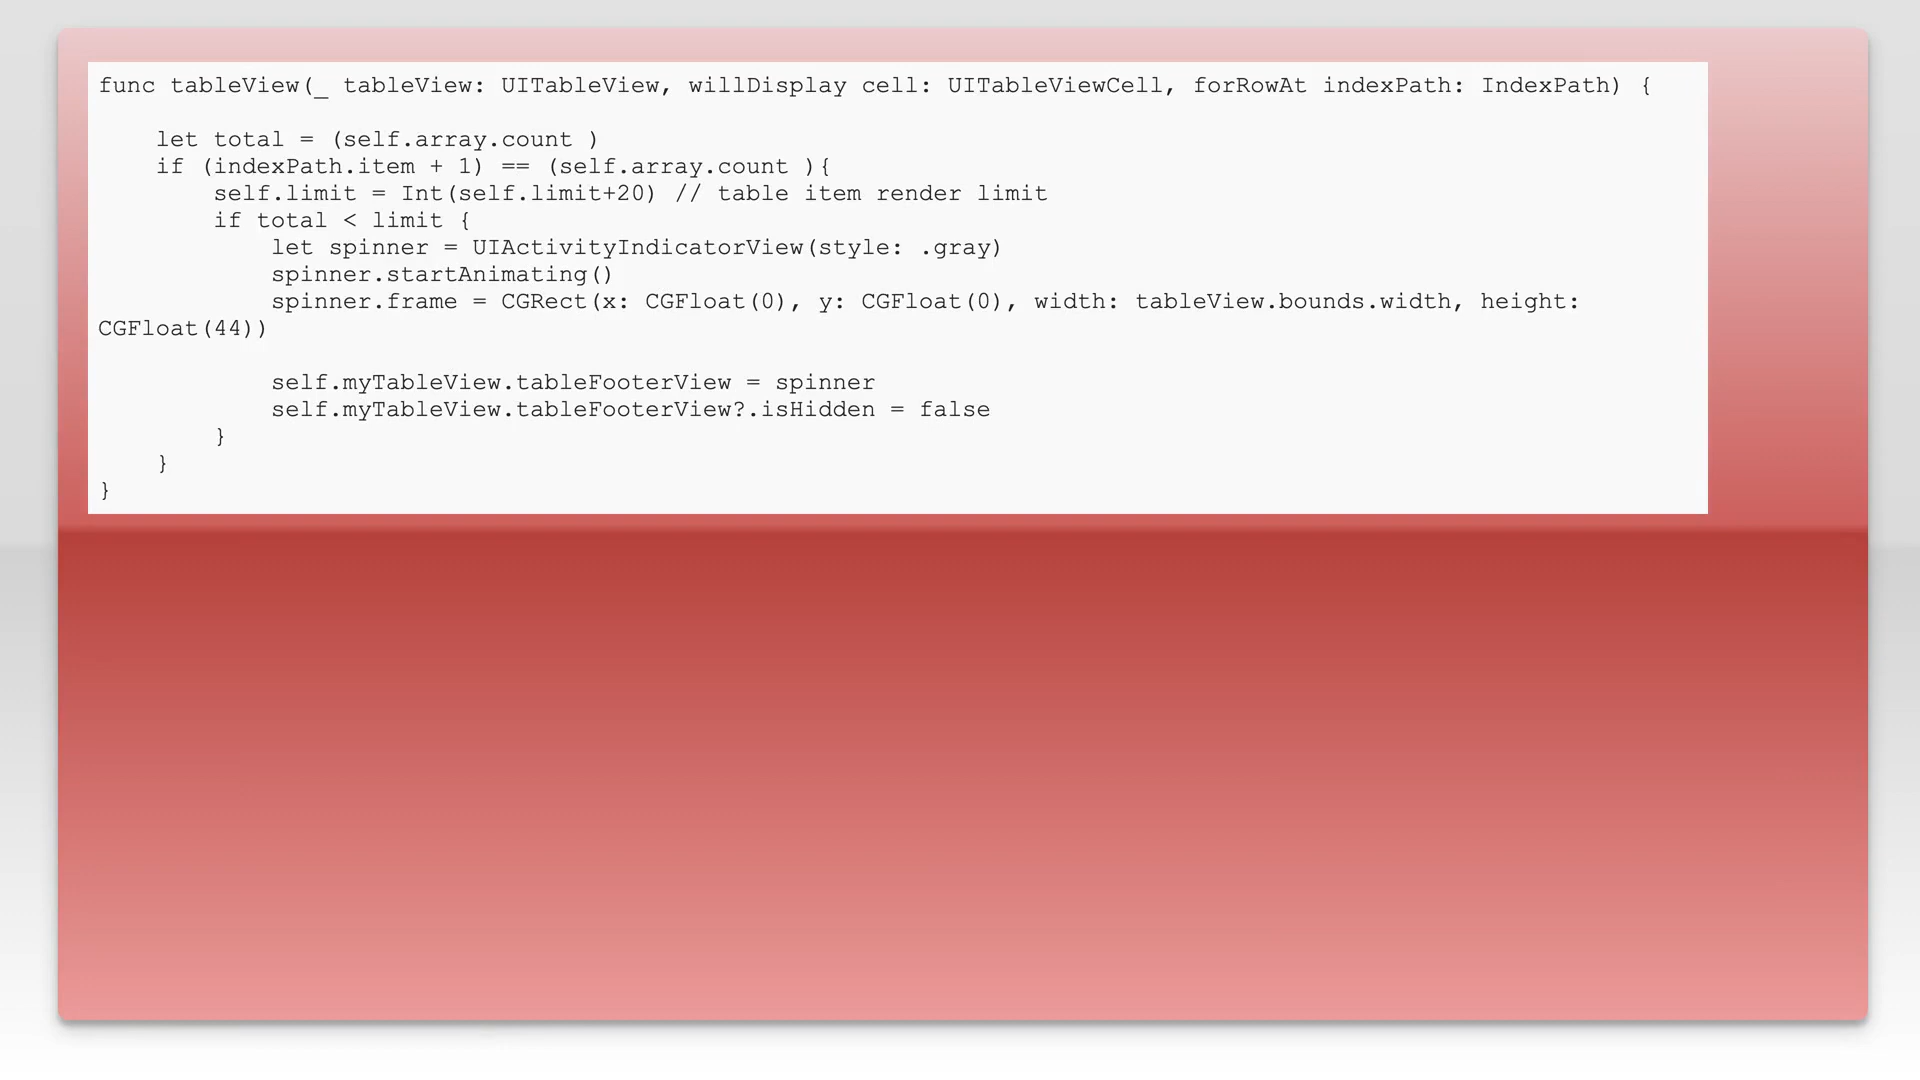 func tableView(_ tableView: UITableView, willDisplay cell: UITableViewCell, forRowAt indexPath: IndexPath) {
    let total = (self.array.count )
    if (indexPath.item + 1) == (self.array.count ){
        self.limit = Int(self.limit+20) // table item render limit
        if total < limit {
            let spinner = UIActivityIndicatorView(style: .gray)
            spinner.startAnimating()
            spinner.frame = CGRect(x: CGFloat(0), y: CGFloat(0), width: tableView.bounds.width, height:
CGFloat(44))
            self.myTableView.tableFooterView = spinner
            self.myTableView.tableFooterView?.isHidden = false
        }
    }
}